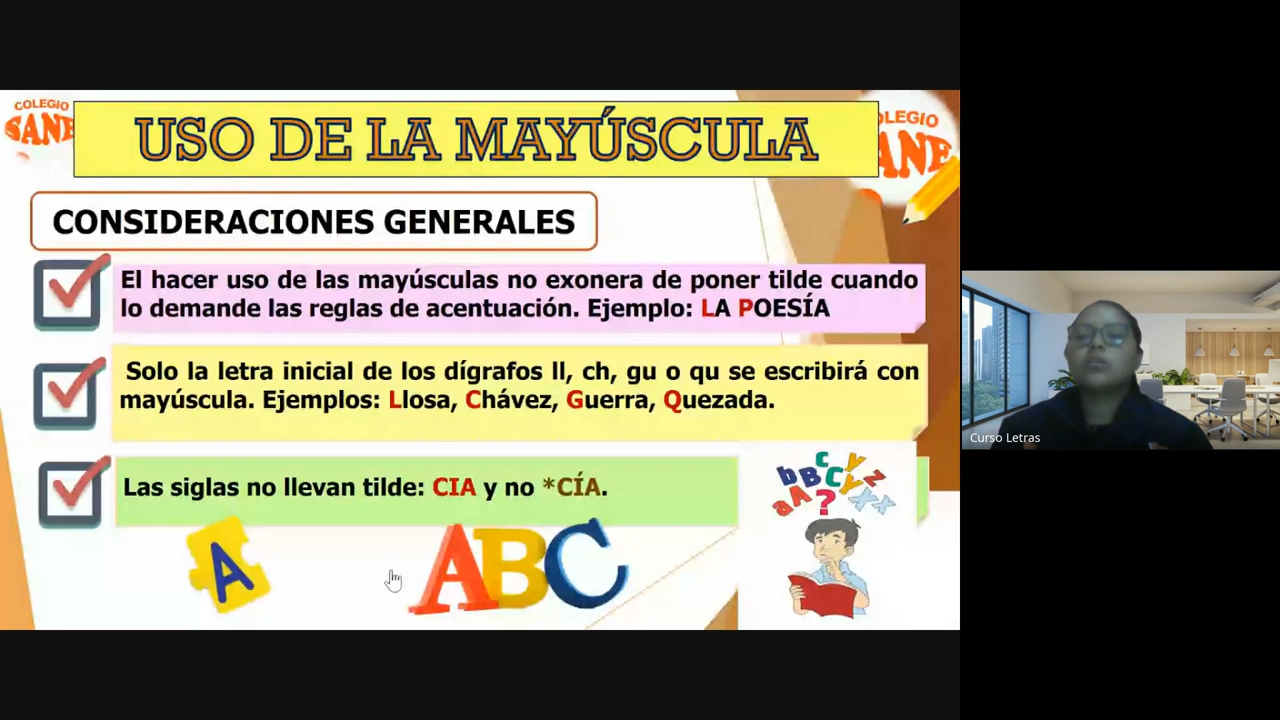 COLEGIO
SANE
USO DE LA MAYÚSCULA
OLEGIO
ANE
CONSIDERACIONES GENERALES
El hacer uso de las mayúsculas no exonera de poner tilde cuando
lo demande las reglas de acentuación. Ejemplo: LA POESÍA
Solo la letra inicial de los dígrafos ll, ch, gu o qu se escribirá con
mayúscula. Ejemplos: Llosa, Chávez, Guerra, Quezada.
Las siglas no llevan tilde: CIA y no *CÍA.
A
ABC
Curso Letras